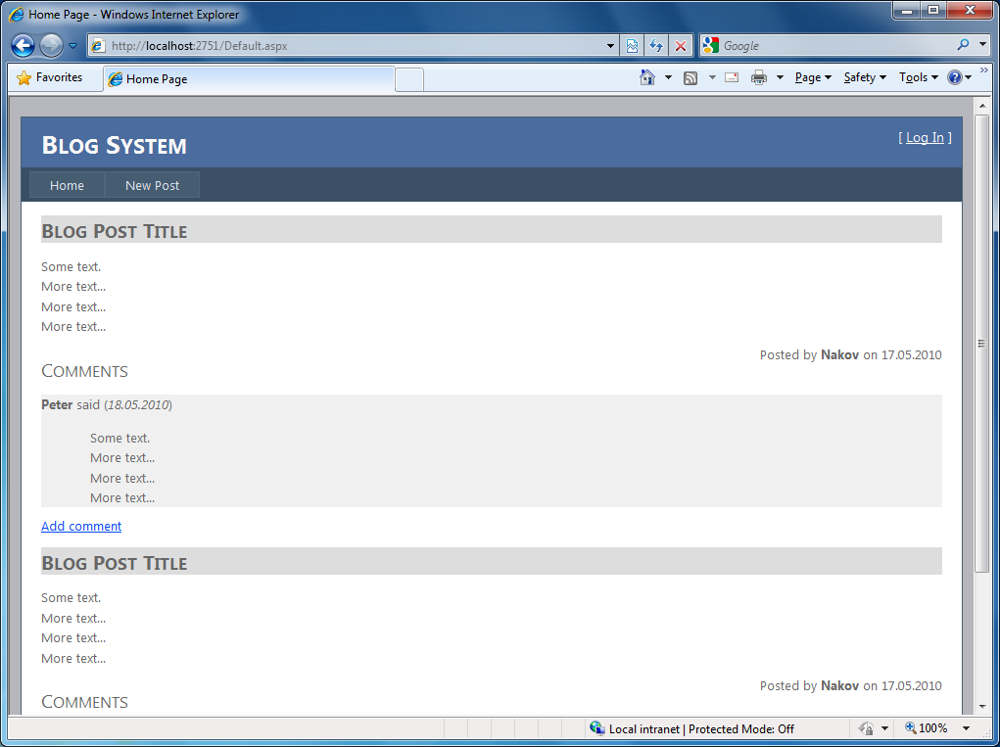 Home Page - Windows Internet Explorer
http://localhost:2751/Default.aspx
Google
Favorites
Home Page
Page
Safety
Tools
Blog System
[ Log In ]
Home
New Post
Blog Post Title
Some text.
More text...
More text...
More text...
Posted by Nakov on 17.05.2010
Comments
Peter said (18.05.2010)
Some text.
More text...
More text...
More text...
Add comment
Blog Post Title
Some text.
More text...
More text...
More text...
Posted by Nakov on 17.05.2010
Comments
Local intranet | Protected Mode: Off
100%